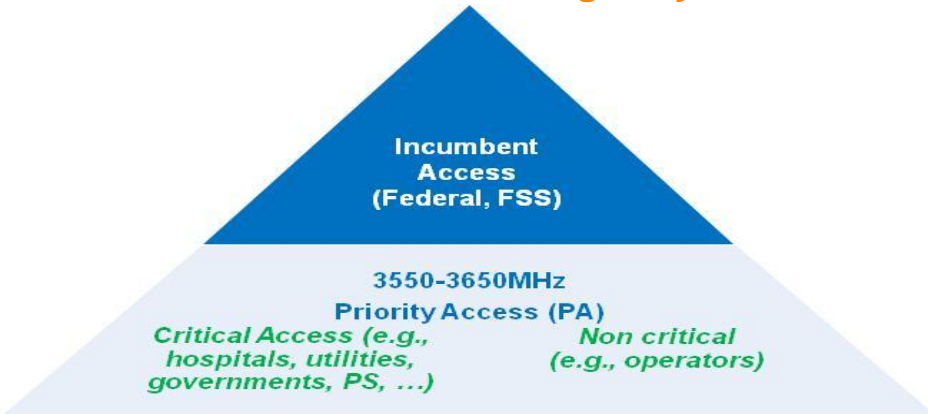 Incumbent
Access
(Federal, FSS)
3550-3650MHz
Priority Access (PA)
Critical Access (e.g.,
hospitals, utilities,
governments, PS, ...)
Non critical
(e.g., operators)